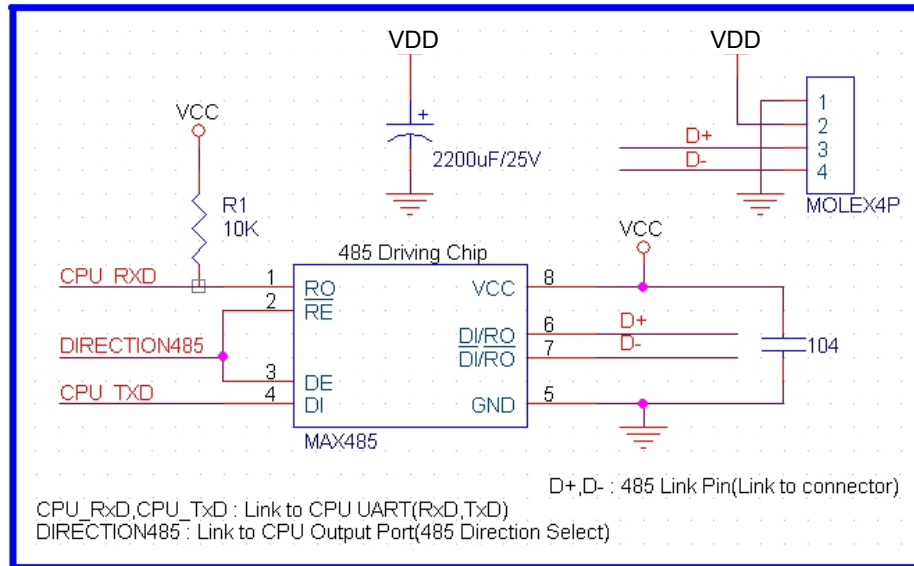 VDD
VDD
VCC
+
2200uF/25V
1
2
D+
3
D-
4
MOLEX4P
R1
10K
VCC
485 Driving Chip
CPU_RXD
1
RO
VCC
8
2
RE
DIRECTION485
DI/RO
6
D+
DI/RO
7
D-
104
3
DE
CPU_TXD
4
DI
GND
5
MAX485
D+,D- : 485 Link Pin(Link to connector)
CPU_RxD,CPU_TxD : Link to CPU UART(RxD,TxD)
DIRECTION485 : Link to CPU Output Port(485 Direction Select)